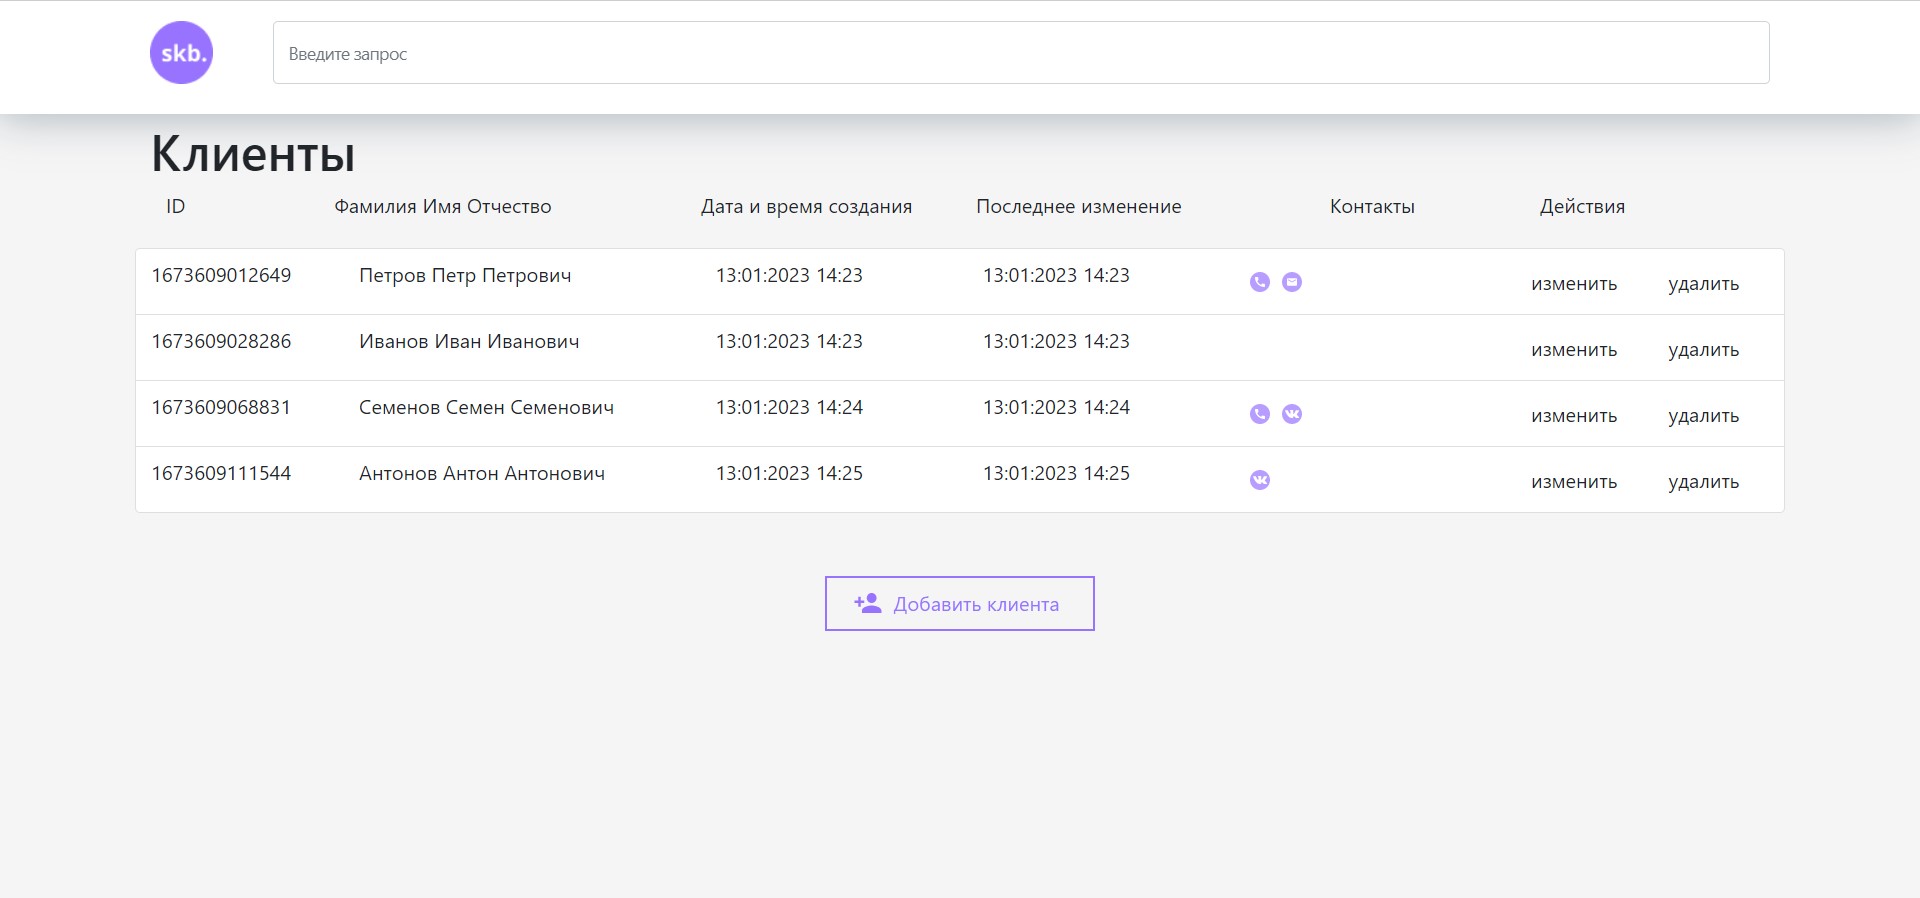 skb.
Введите запрос
Клиенты
ID Фамилия Имя Отчество Дата и время создания Последнее изменение Контакты Действия
1673609012649 Петров Петр Петрович 13:01:2023 14:23 13:01:2023 14:23 изменить удалить
1673609028286 Иванов Иван Иванович 13:01:2023 14:23 13:01:2023 14:23 изменить удалить
1673609068831 Семенов Семен Семенович 13:01:2023 14:24 13:01:2023 14:24 изменить удалить
1673609111544 Антонов Антон Антонович 13:01:2023 14:25 13:01:2023 14:25 изменить удалить
Добавить клиента